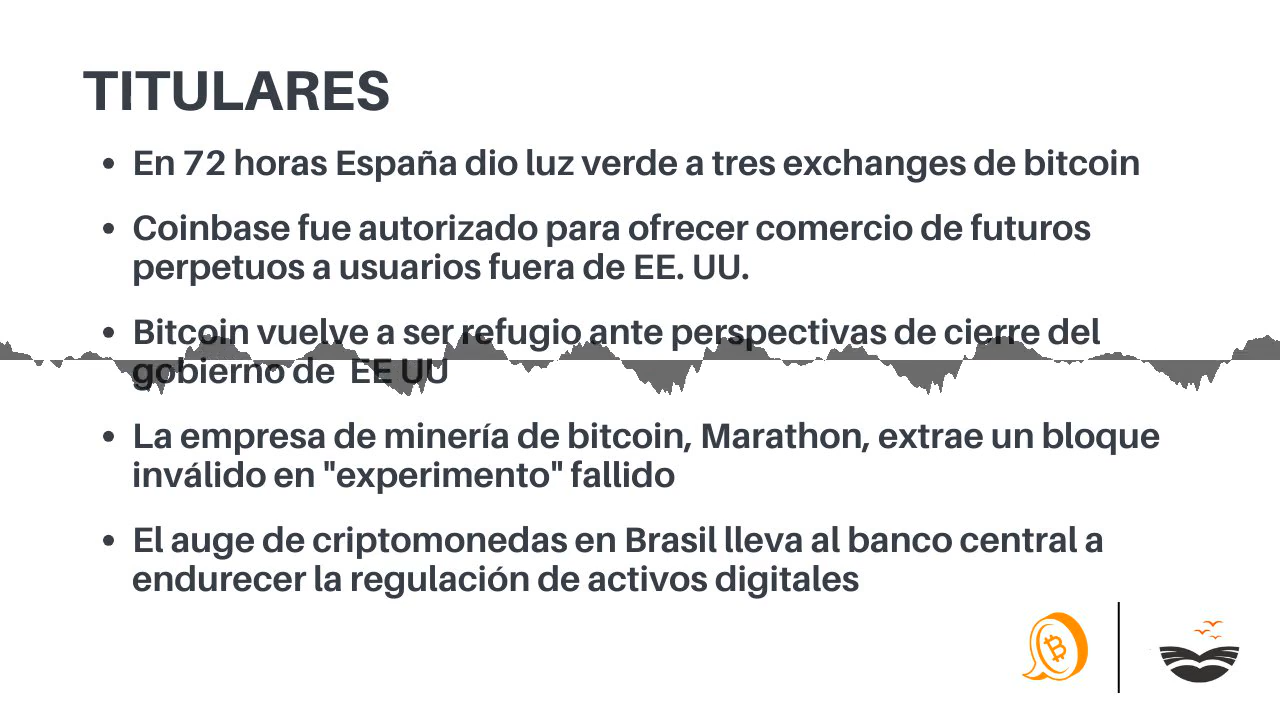 TITULARES
• En 72 horas España dio luz verde a tres exchanges de bitcoin
• Coinbase fue autorizado para ofrecer comercio de futuros
perpetuos a usuarios fuera de EE. UU.
• Bitcoin vuelve a ser refugio ante perspectivas de cierre del
gobierno de EE UU
• La empresa de minería de bitcoin, Marathon, extrae un bloque
inválido en "experimento" fallido
• El auge de criptomonedas en Brasil lleva al banco central a
endurecer la regulación de activos digitales